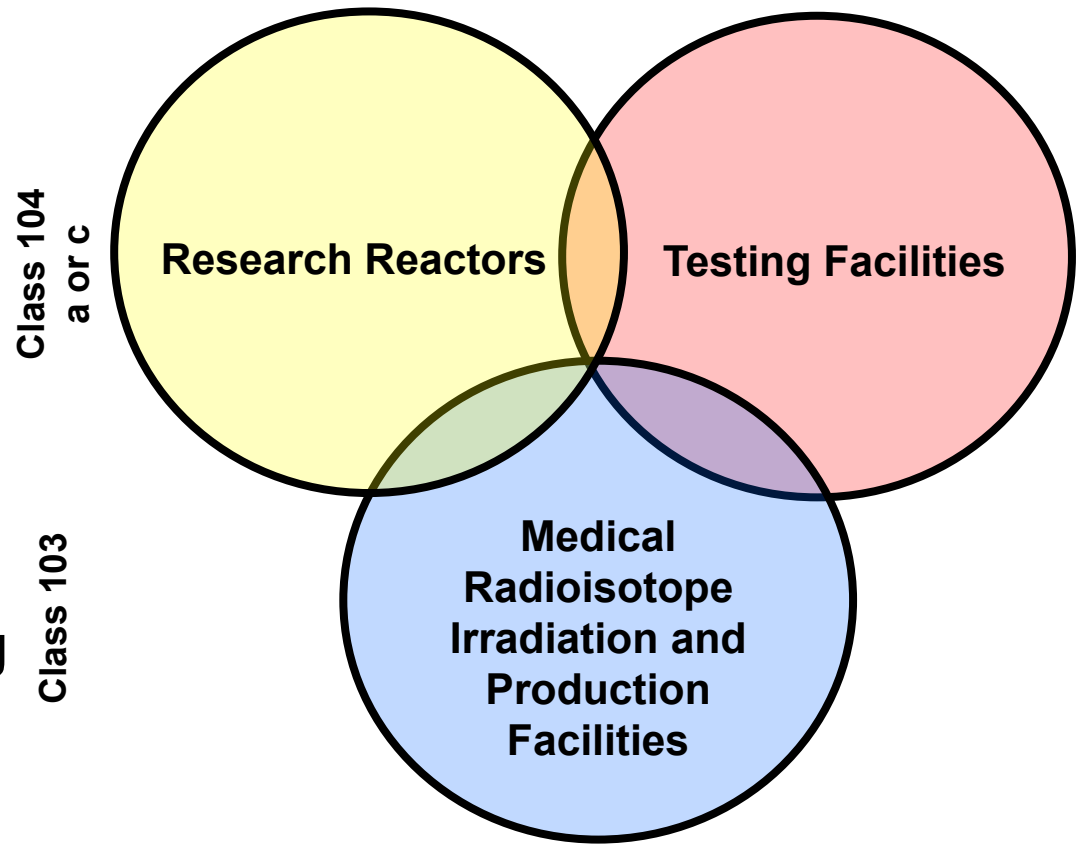 Class 104
a or c
Research Reactors
Testing Facilities
Class 103
g
Medical
Radioisotope
Irradiation and
Production
Facilities